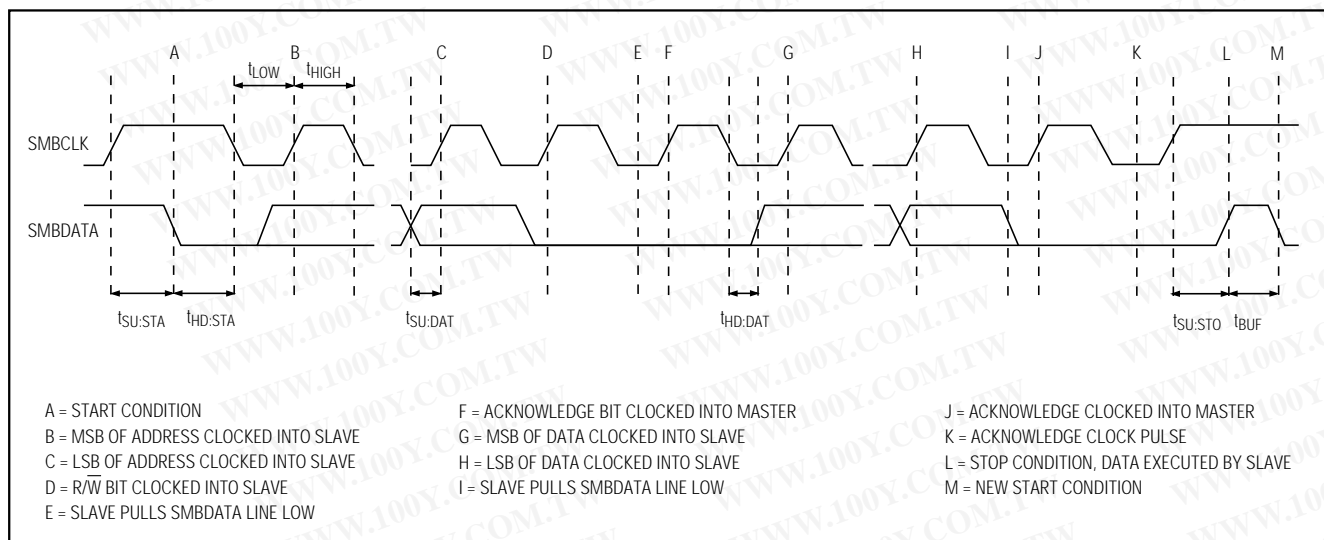 A B C D E F G H I J K L M
tLOW tHIGH
SMBCLK
SMBDATA
tSU:STA tHD:STA tSU:DAT tHD:DAT tSU:STO tBUF
A = START CONDITION
B = MSB OF ADDRESS CLOCKED INTO SLAVE
C = LSB OF ADDRESS CLOCKED INTO SLAVE
D = R/W̅ BIT CLOCKED INTO SLAVE
E = SLAVE PULLS SMBDATA LINE LOW
F = ACKNOWLEDGE BIT CLOCKED INTO MASTER
G = MSB OF DATA CLOCKED INTO SLAVE
H = LSB OF DATA CLOCKED INTO SLAVE
I = SLAVE PULLS SMBDATA LINE LOW
J = ACKNOWLEDGE CLOCKED INTO MASTER
K = ACKNOWLEDGE CLOCK PULSE
L = STOP CONDITION, DATA EXECUTED BY SLAVE
M = NEW START CONDITION
WWW.100Y.COM.TW